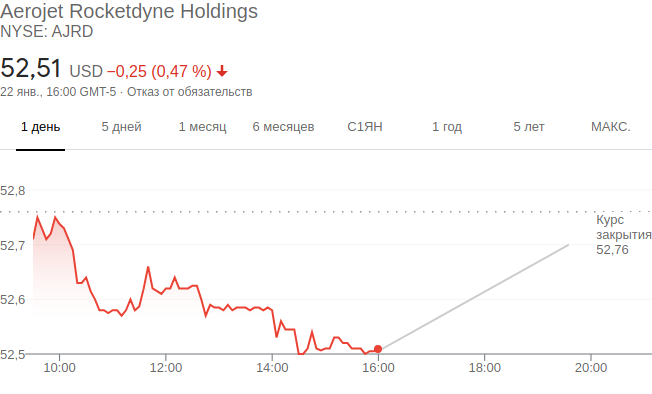 Aerojet Rocketdyne Holdings
NYSE: AJRD
52,51 USD −0,25 (0,47 %)
22 янв., 16:00 GMT-5 · Отказ от обязательств
1 день 5 дней 1 месяц 6 месяцев С1ЯН 1 год 5 лет МАКС.
52,8
Курс
закрытия
52,76
52,7
52,6
52,5
10:00 12:00 14:00 16:00 18:00 20:00